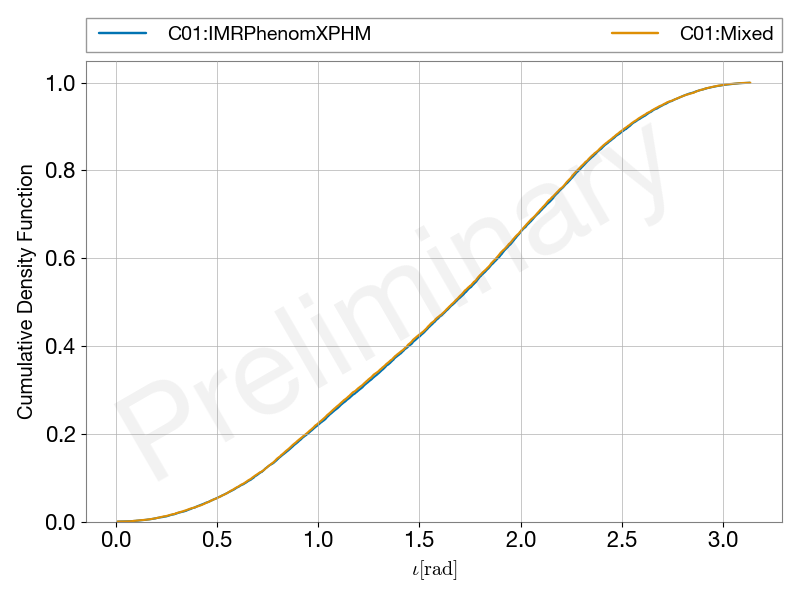 C01:IMRPhenomXPHM C01:Mixed
Cumulative Density Function
1.0
0.8
0.6
0.4
0.2
0.0
Preliminary
0.0 0.5 1.0 1.5 2.0 2.5 3.0
ι[rad]